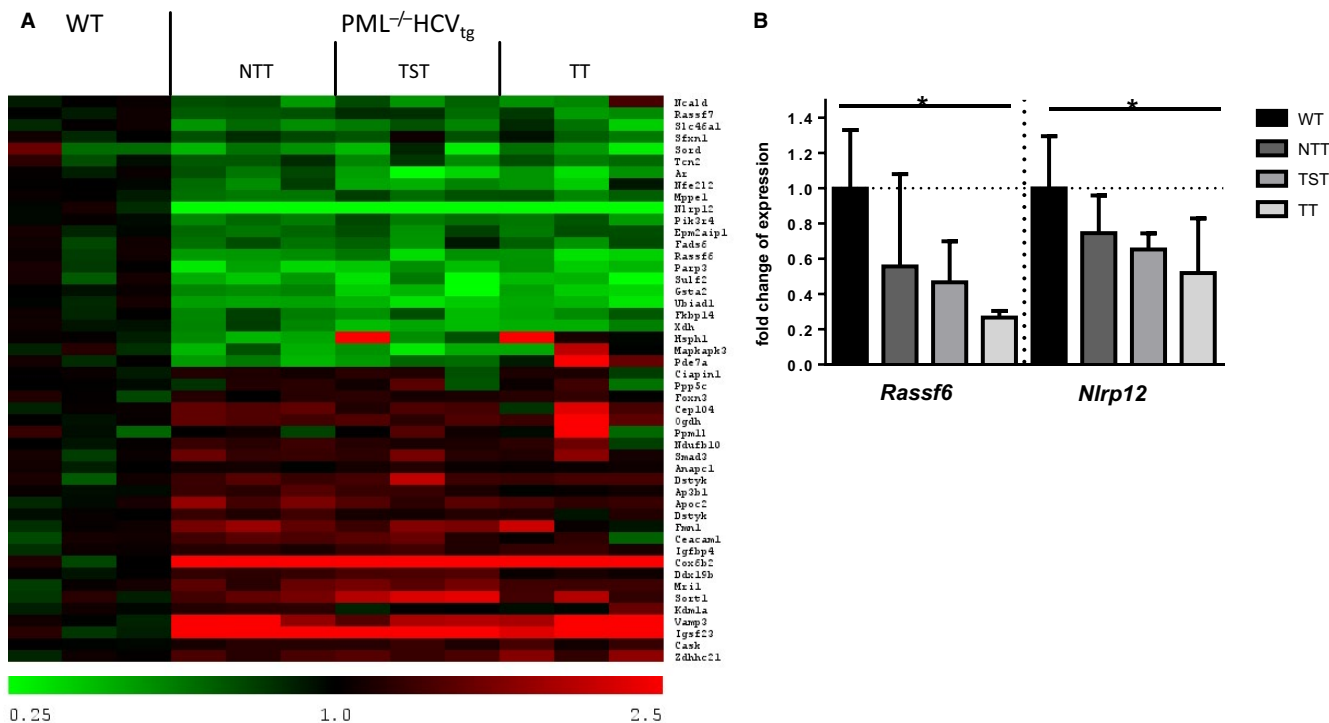 A
WT
PML–/–HCVtg
NTT
TST
TT
Ncald
Rassf7
Slc46a1
Sfxn1
Sord
Tcn2
Ar
Nfe2l2
Mppe1
Nlrp12
Pik3r4
Epm2aip1
Fads6
Rassf6
Parp3
Sulf2
Gsta2
Ubiad1
Fkbp14
Xdh
Hsph1
Mapkapk3
Pde7a
Ciapin1
Ppp5c
Foxn3
Cep104
Ogdh
Ppm1l
Ndufb10
Smad3
Anapc1
Dstyk
Ap3b1
Apoc2
Dstyk
Fmn1
Ceacam1
Igfbp4
Cox6b2
Ddx19b
Mri1
Sort1
Kdm1a
Vamp3
Igsf23
Cask
Zdhhc21
0.25 1.0 2.5
B
* *
fold change of expression
1.4
1.2
1.0
0.8
0.6
0.4
0.2
0.0
Rassf6 Nlrp12
WT
NTT
TST
TT